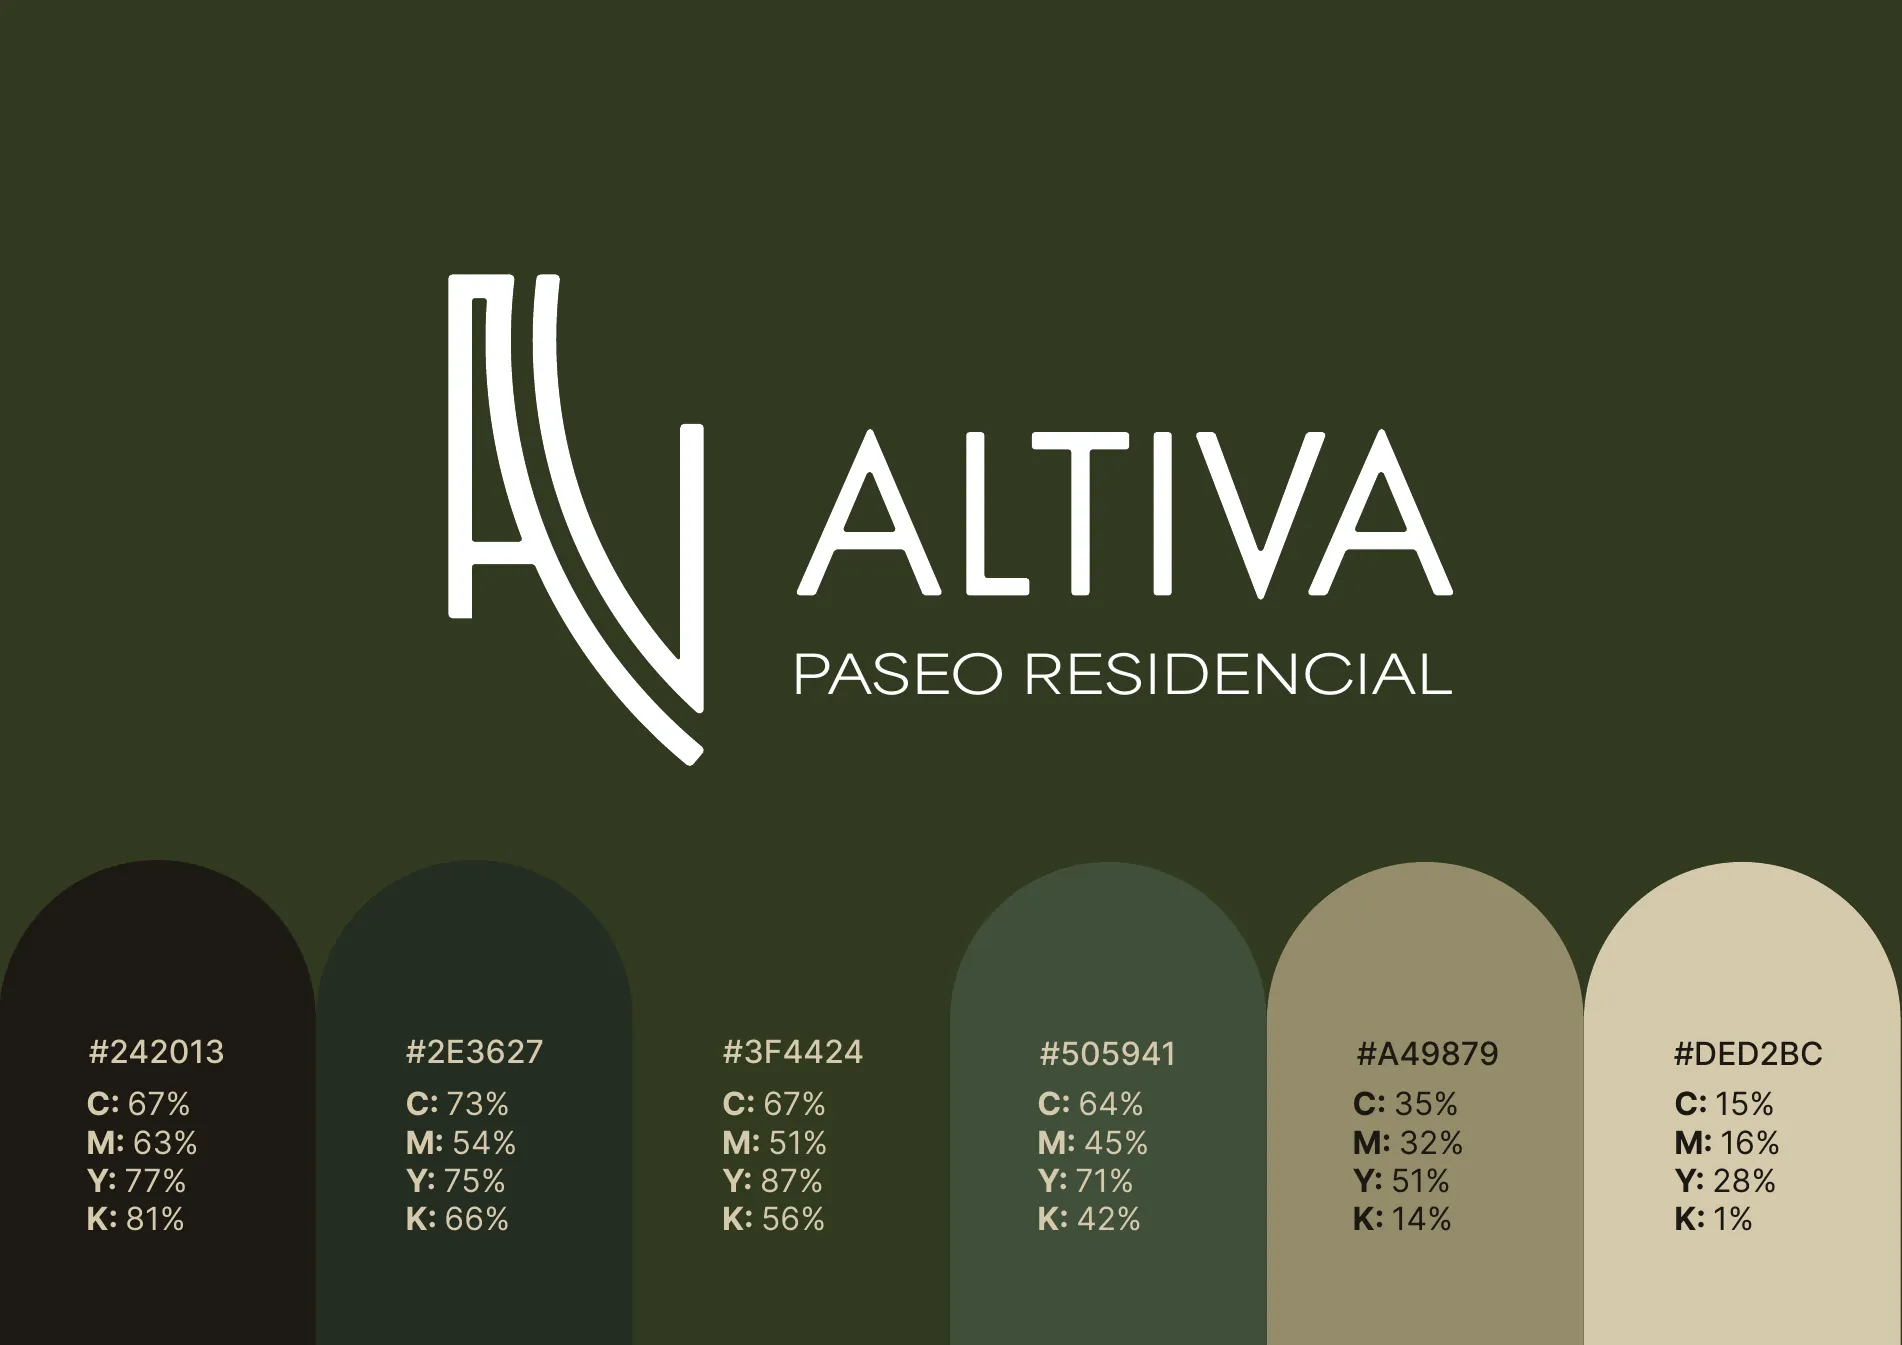 AV
ALTIVA
PASEO RESIDENCIAL
#242013
C: 67%
M: 63%
Y: 77%
K: 81%
#2E3627
C: 73%
M: 54%
Y: 75%
K: 66%
#3F4424
C: 67%
M: 51%
Y: 87%
K: 56%
#505941
C: 64%
M: 45%
Y: 71%
K: 42%
#A49879
C: 35%
M: 32%
Y: 51%
K: 14%
#DED2BC
C: 15%
M: 16%
Y: 28%
K: 1%